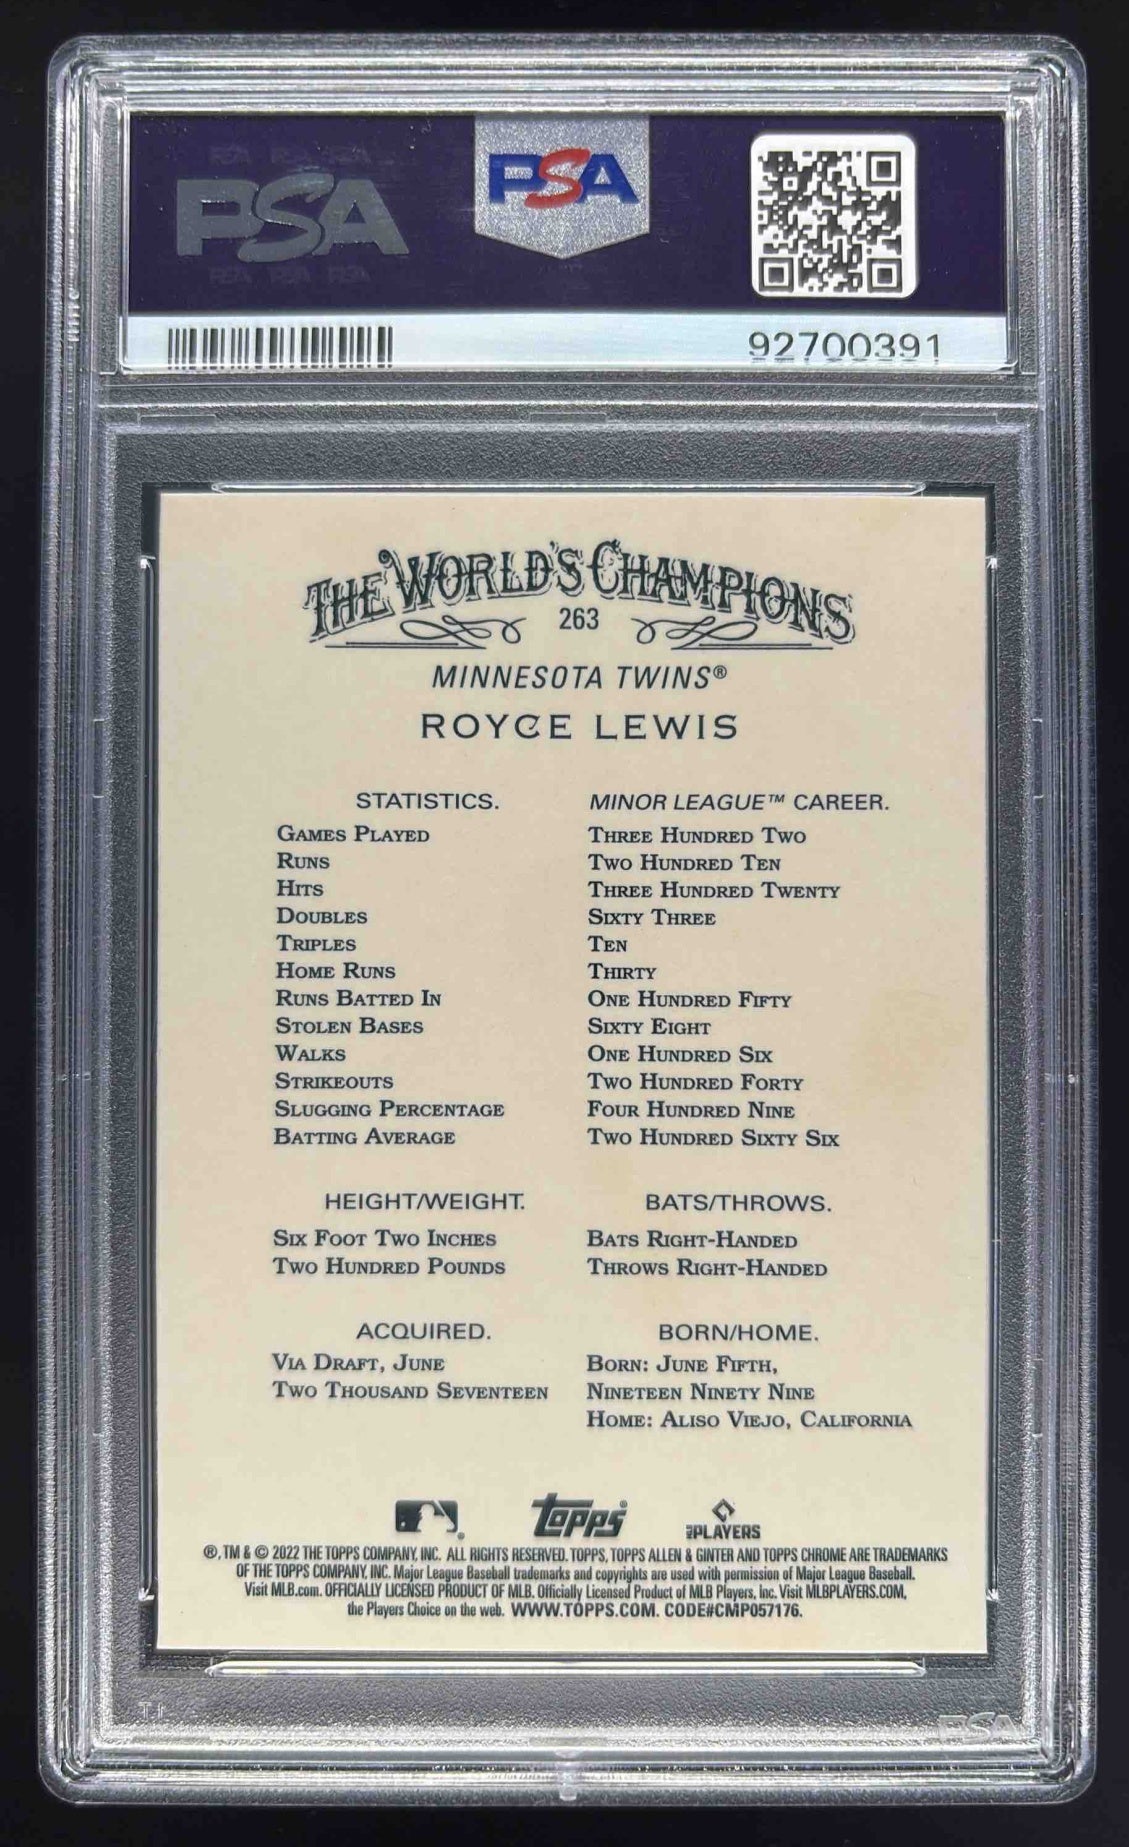 PSA
PSA
92700391
THE WORLD'S CHAMPIONS
263
MINNESOTA TWINS®
ROYCE LEWIS
STATISTICS. MINOR LEAGUE™ CAREER.
GAMES PLAYED THREE HUNDRED TWO
RUNS TWO HUNDRED TEN
HITS THREE HUNDRED TWENTY
DOUBLES SIXTY THREE
TRIPLES TEN
HOME RUNS THIRTY
RUNS BATTED IN ONE HUNDRED FIFTY
STOLEN BASES SIXTY EIGHT
WALKS ONE HUNDRED SIX
STRIKEOUTS TWO HUNDRED FORTY
SLUGGING PERCENTAGE FOUR HUNDRED NINE
BATTING AVERAGE TWO HUNDRED SIXTY SIX
HEIGHT/WEIGHT. BATS/THROWS.
SIX FOOT TWO INCHES BATS RIGHT-HANDED
TWO HUNDRED POUNDS THROWS RIGHT-HANDED
ACQUIRED. BORN/HOME.
VIA DRAFT, JUNE BORN: JUNE FIFTH,
TWO THOUSAND SEVENTEEN NINETEEN NINETY NINE
HOME: ALISO VIEJO, CALIFORNIA
® Topps® PLAYERS
®, TM & © 2022 THE TOPPS COMPANY, INC. ALL RIGHTS RESERVED. TOPPS, TOPPS ALLEN & GINTER AND TOPPS CHROME ARE TRADEMARKS
OF THE TOPPS COMPANY, INC. Major League Baseball trademarks and copyrights are used with permission of Major League Baseball.
Visit MLB.com. OFFICIALLY LICENSED PRODUCT OF MLB. Officially Licensed Product of MLB Players, Inc. Visit MLBPLAYERS.COM,
the Players Choice on the web. WWW.TOPPS.COM. CODE#CMP057176.
PSA